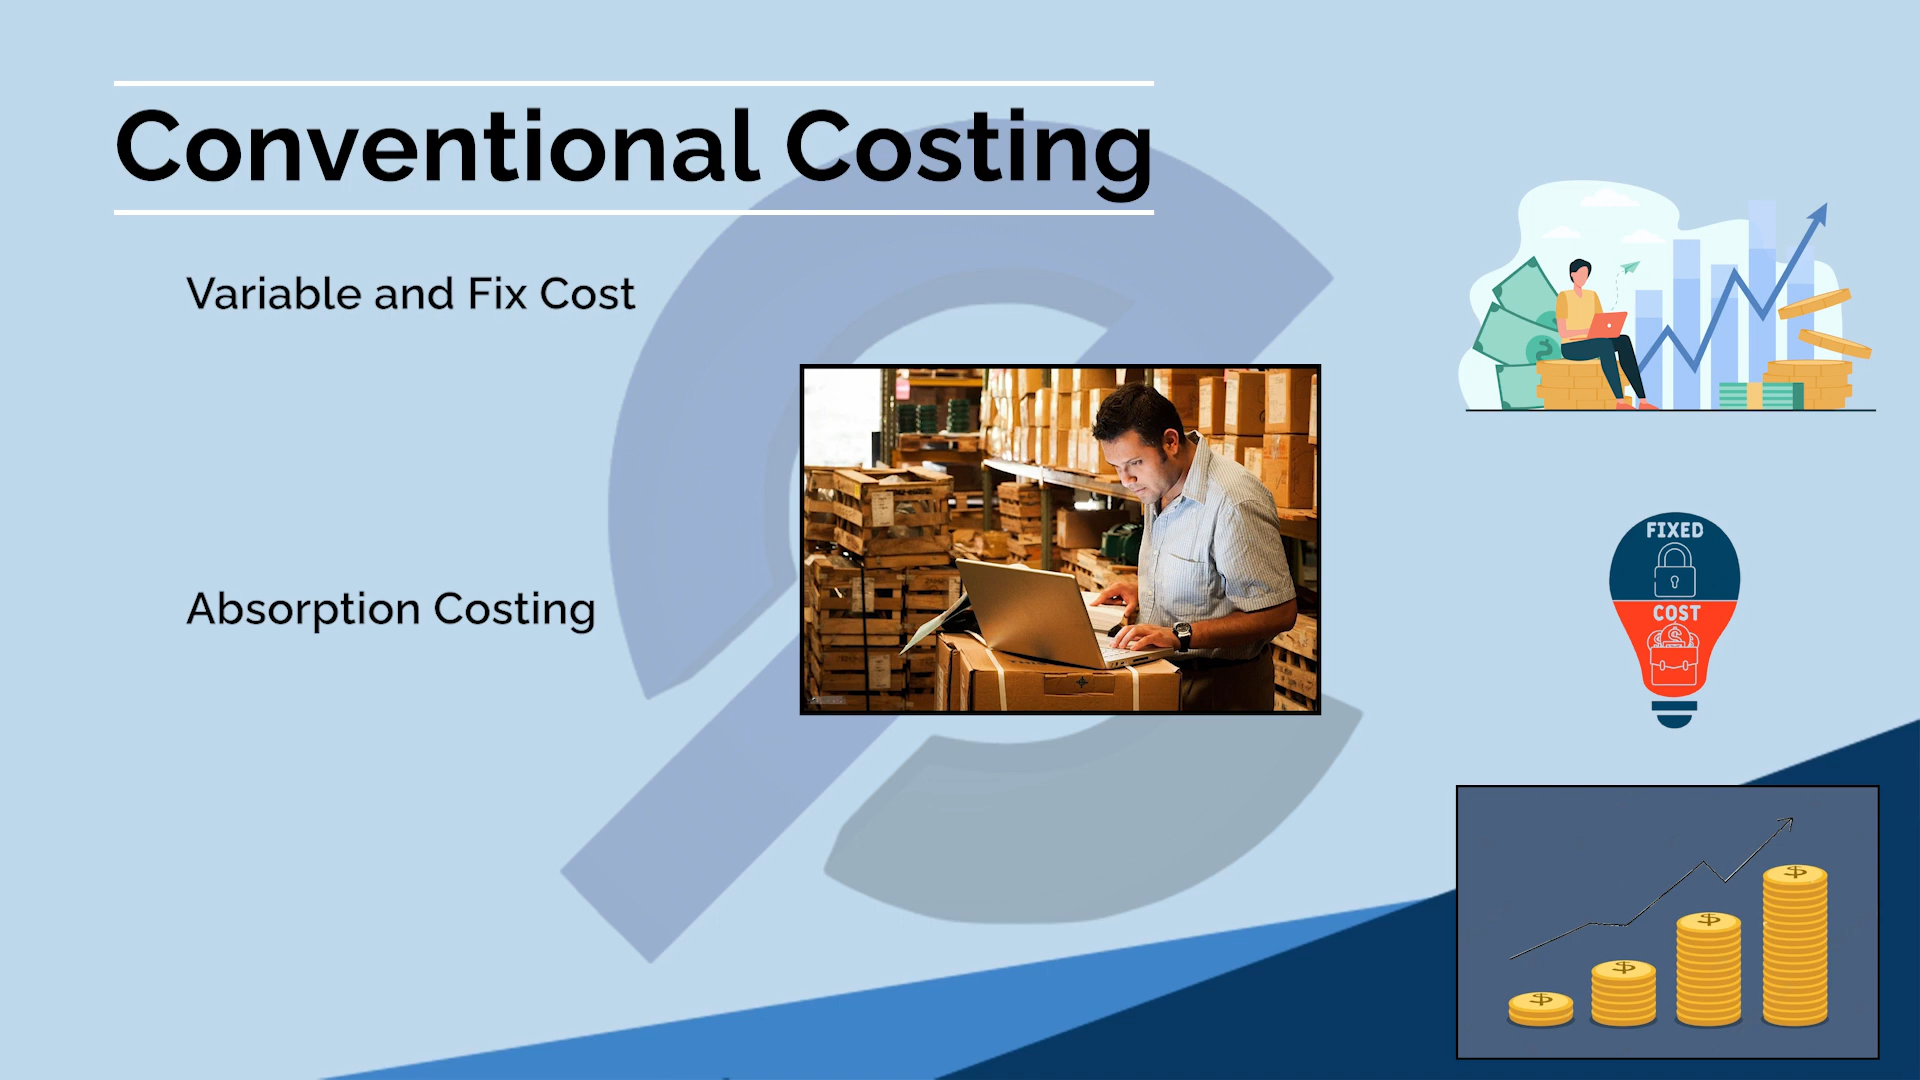 Conventional Costing
Variable and Fix Cost
Absorption Costing
FIXED
COST